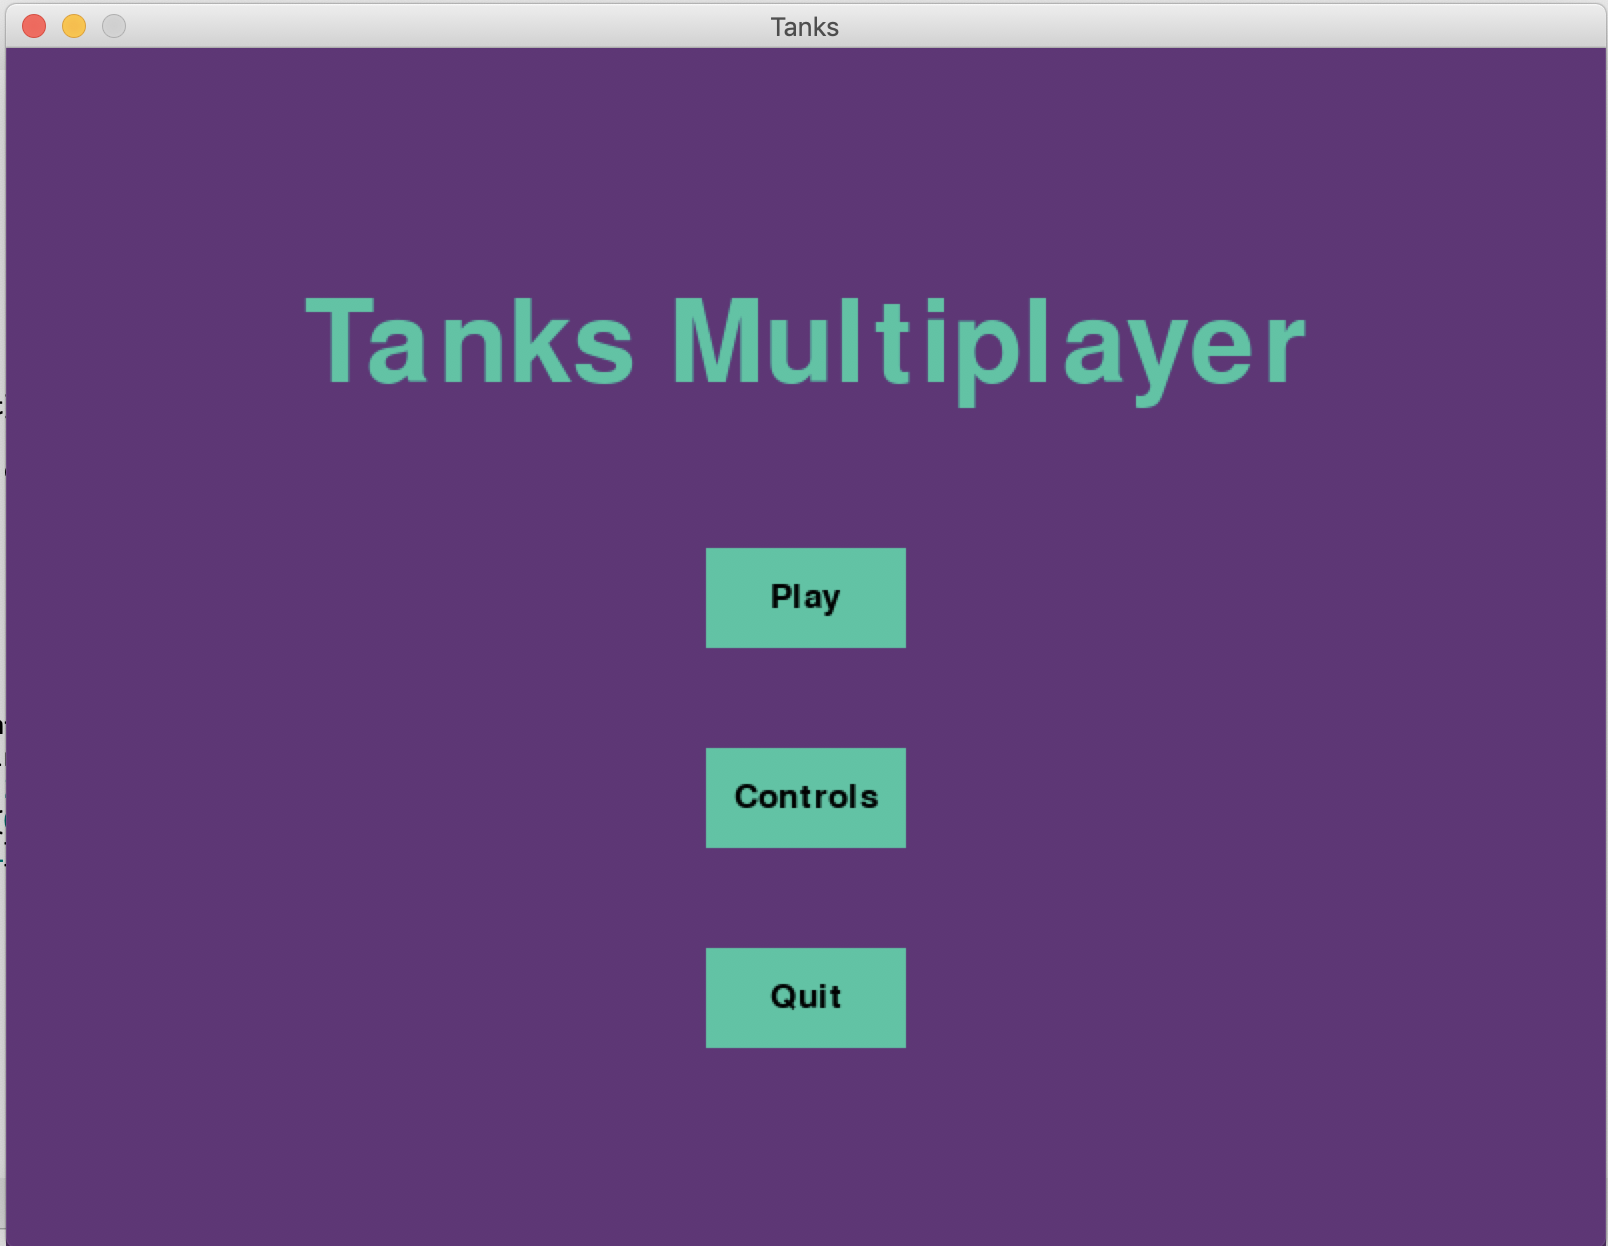 Tanks
Tanks Multiplayer
Play
Controls
Quit